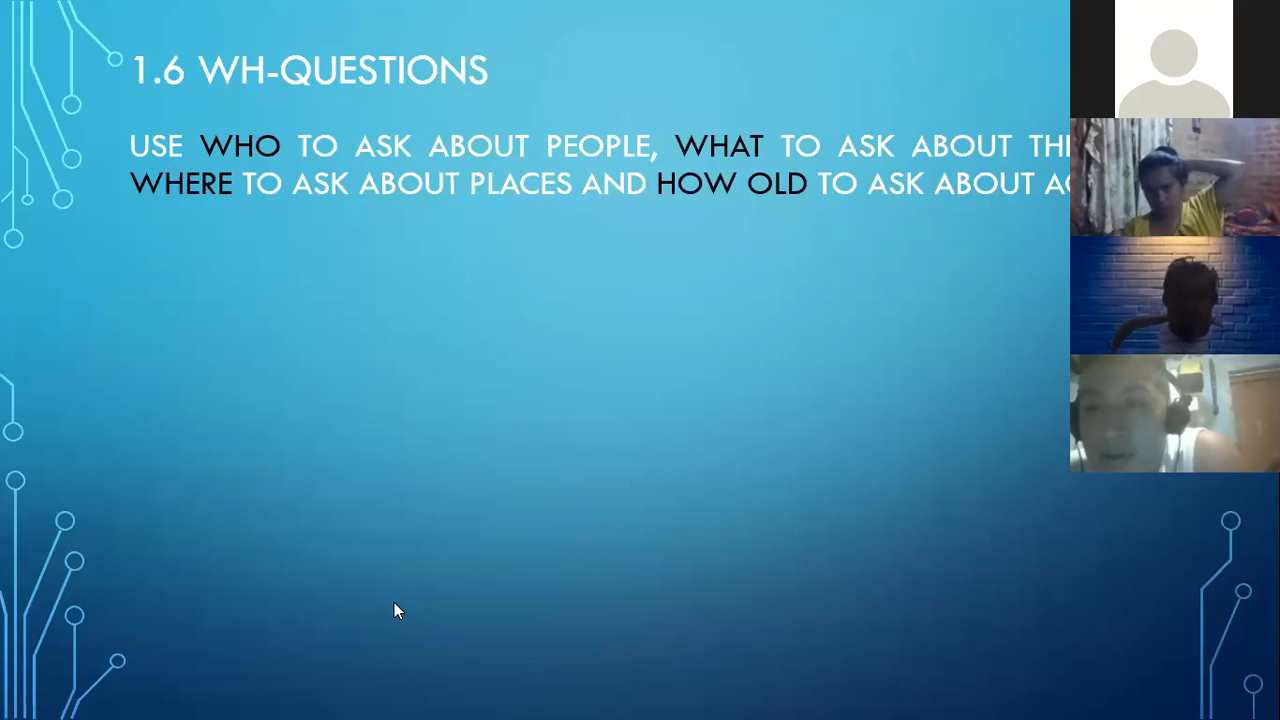 1.6 WH-QUESTIONS
USE WHO TO ASK ABOUT PEOPLE, WHAT TO ASK ABOUT
WHERE TO ASK ABOUT PLACES AND HOW OLD TO ASK ABOUT